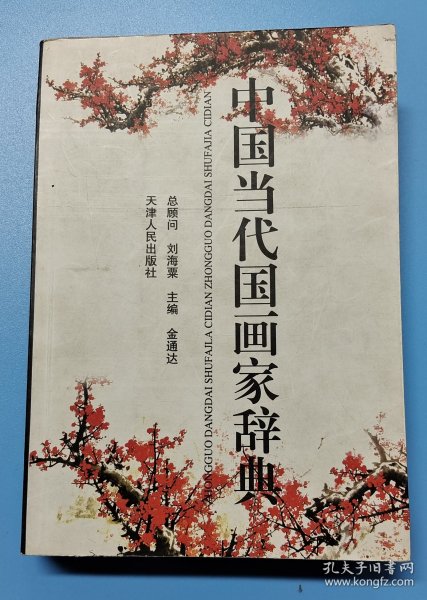 中国当代国画家辞典
ZHONGGUO DANGDAI SHUFAJLA CIDIAN ZHONGGUO DANGDAI SHUFAJIA CIDIAN
总顾问 刘海粟 主编 金通达
天津人民出版社
孔夫子旧书网
www.kongfz.com